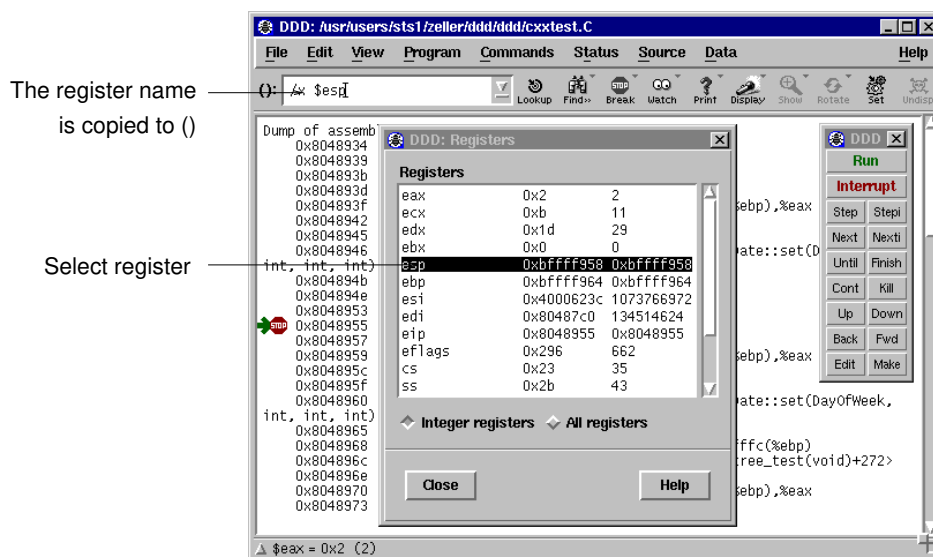 DDD: /usr/users/sts1/zeller/ddd/ddd/cxxtest.C
File Edit View Program Commands Status Source Data Help
The register name
is copied to ()
(): /x $esp
Lookup Find>> Break Watch Print Display Show Rotate Set Undisp
Dump of assemb
0x8048934
0x8048939
0x804893b
0x804893d
0x804893f
0x8048942
0x8048945
0x8048946
int, int, int)
0x804894b
0x804894e
0x8048953
STOP 0x8048955
0x8048957
0x8048959
0x804895c
0x804895f
0x8048960
int, int, int)
0x8048965
0x8048968
0x804896c
0x804896e
0x8048970
0x8048973
Select register
DDD: Registers
Registers
eax 0x2 2
ecx 0xb 11
edx 0x1d 29
ebx 0x0 0
esp 0xbffff958 0xbffff958
ebp 0xbffff964 0xbffff964
esi 0x4000623c 1073766972
edi 0x80487c0 134514624
eip 0x8048955 0x8048955
eflags 0x296 662
cs 0x23 35
ss 0x2b 43
Integer registers All registers
Close Help
ebp),%eax
ate::set(D
ebp),%eax
ate::set(DayOfWeek,
ffc(%ebp)
ree_test(void)+272>
ebp),%eax
DDD
Run
Interrupt
Step Stepi
Next Nexti
Until Finish
Cont Kill
Up Down
Back Fwd
Edit Make
$eax = 0x2 (2)